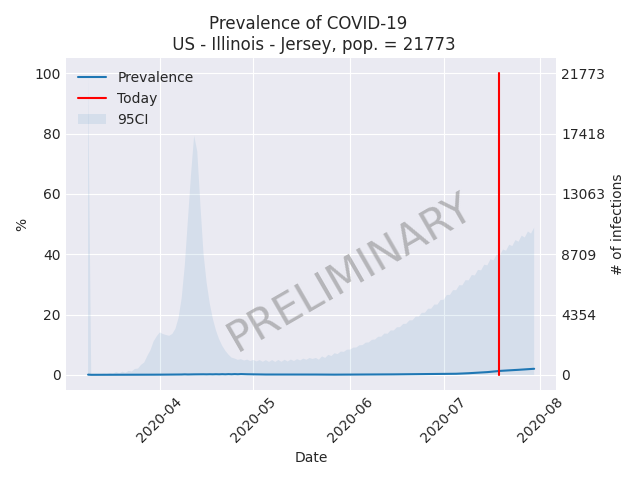 Prevalence of COVID-19
US - Illinois - Jersey, pop. = 21773
Prevalence
Today
95CI
PRELIMINARY
100
80
60
40
20
0
%
21773
17418
13063
8709
4354
0
# of infections
2020-04
2020-05
2020-06
2020-07
2020-08
Date